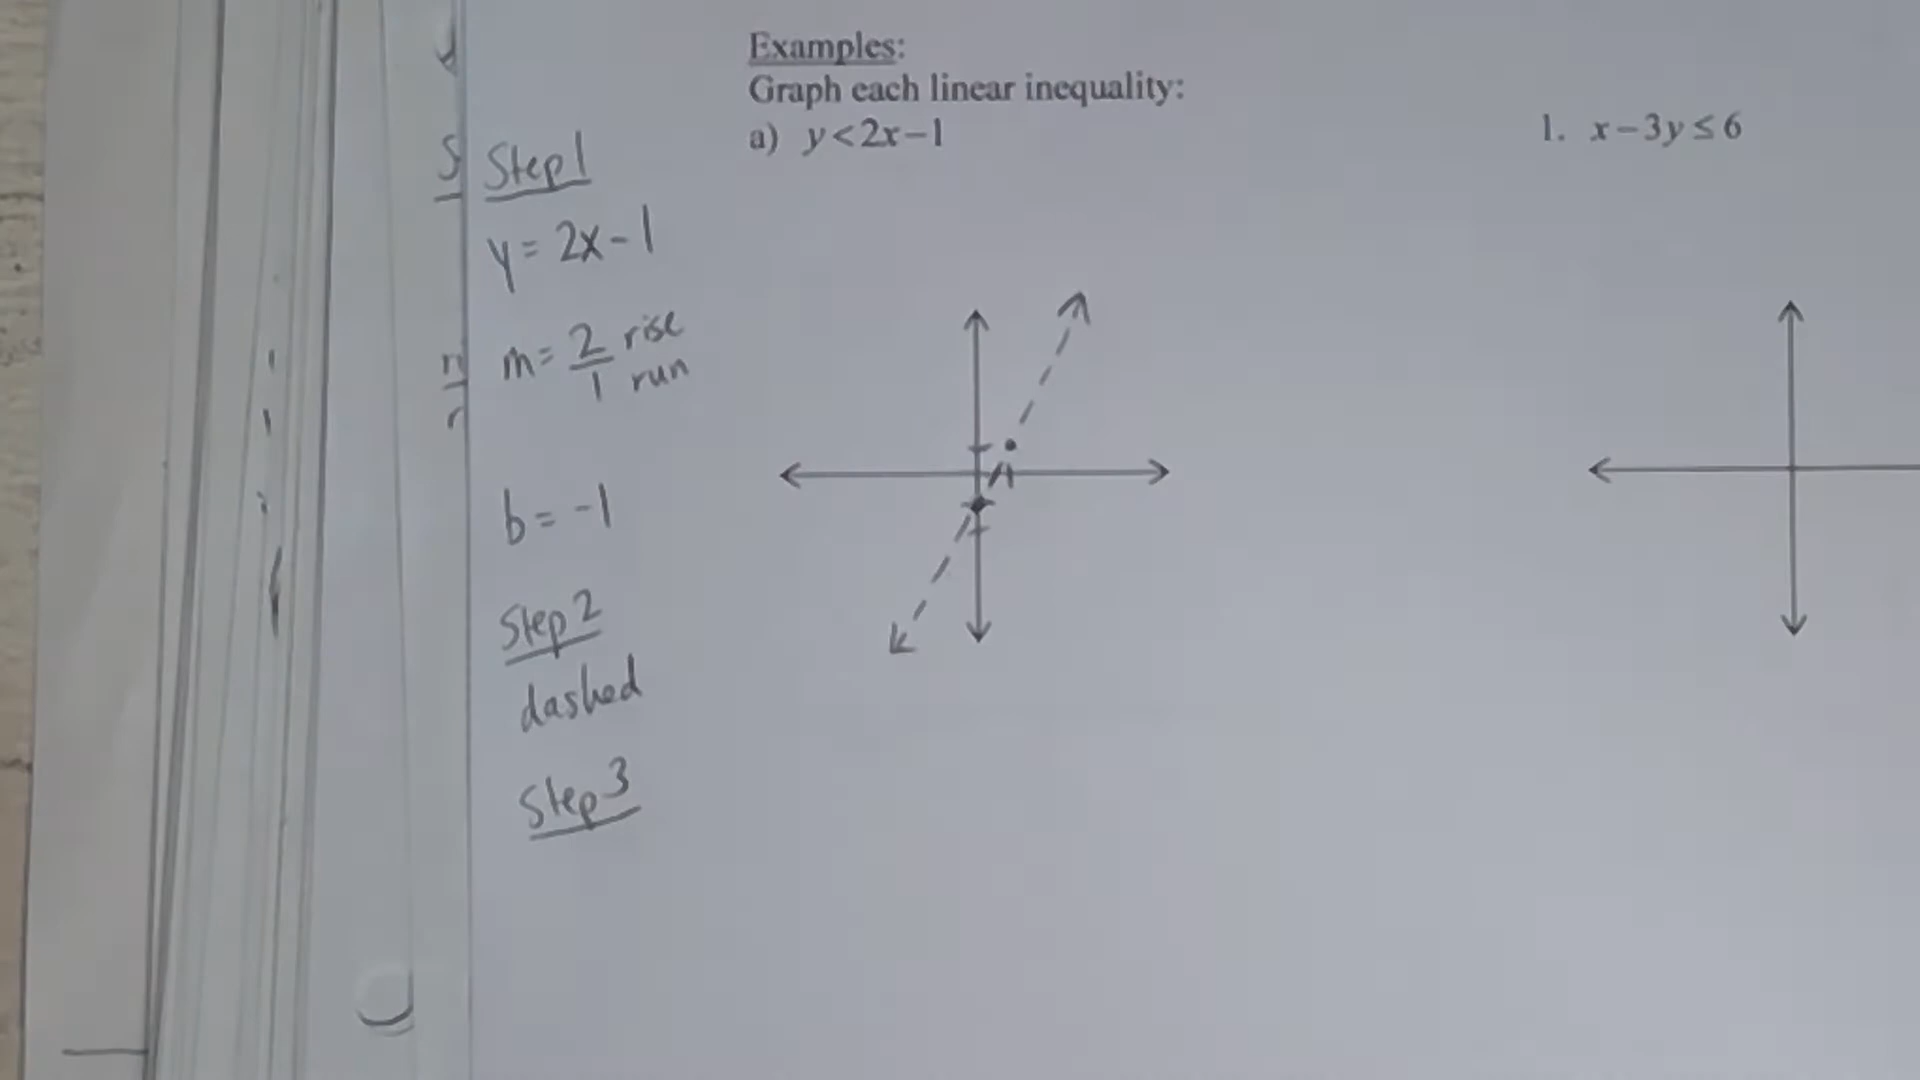 Examples:
Graph each linear inequality:
a) y<2x-1
1. x-3y≤6
Step 1
y = 2x - 1
m = 2/1 rise run
b = -1
Step 2
dashed
Step 3